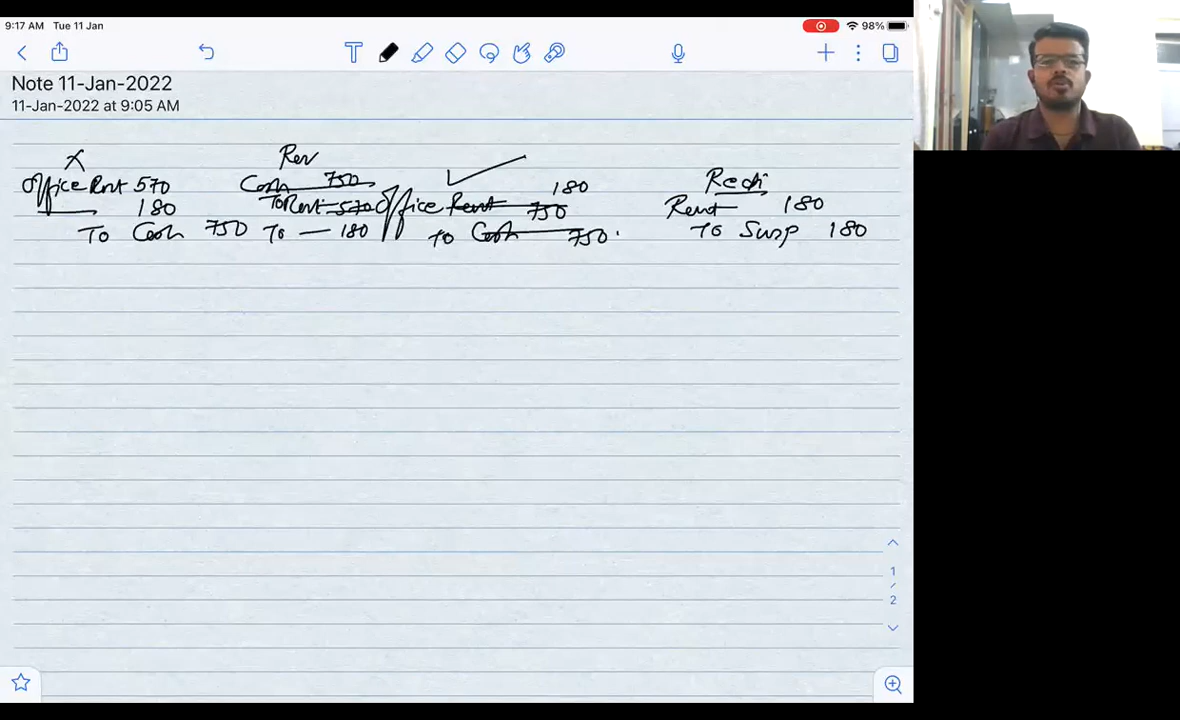 9:17 AM Tue 11 Jan
98%
T
Note 11-Jan-2022
11-Jan-2022 at 9:05 AM
X Rev
Office Rent 570 Cash 750 180 Recti
180 To Rent 570 Office Rent 750 Rent 180
To Cash 750 To — 180 To Cash 750. To Susp 180
1
2